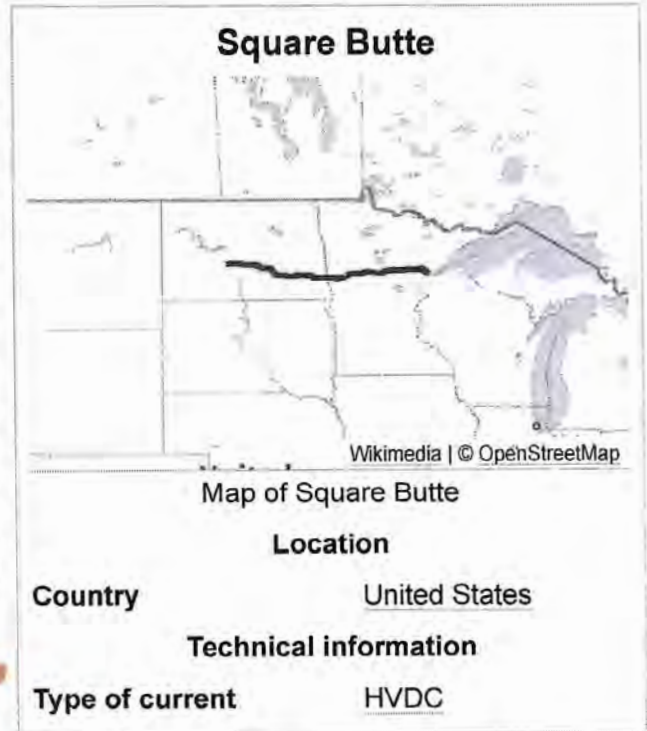 Square Butte
Wikimedia | © OpenStreetMap
Map of Square Butte
Location
Country United States
Technical information
Type of current HVDC